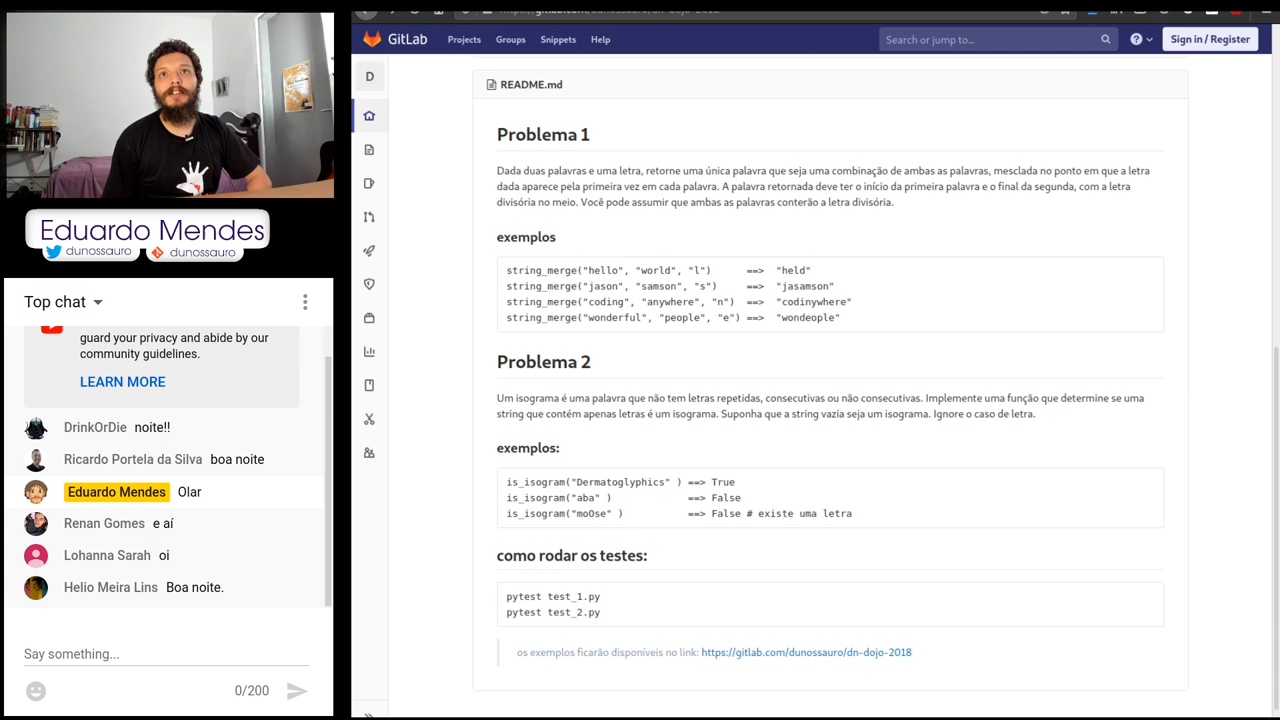 https://gitlab.com/dunossauro/dn-dojo-2018
GitLab
Projects Groups Snippets Help
Search or jump to...
Sign in / Register
D
README.md
Problema 1
Dada duas palavras e uma letra, retorne uma única palavra que seja uma combinação de ambas as palavras, mesclada no ponto em que a letra
dada aparece pela primeira vez em cada palavra. A palavra retornada deve ter o início da primeira palavra e o final da segunda, com a letra
divisória no meio. Você pode assumir que ambas as palavras conterão a letra divisória.
exemplos
string_merge("hello", "world", "l") ==> "held"
string_merge("jason", "samson", "s") ==> "jasamson"
string_merge("coding", "anywhere", "n") ==> "codinywhere"
string_merge("wonderful", "people", "e") ==> "wondeople"
Problema 2
Um isograma é uma palavra que não tem letras repetidas, consecutivas ou não consecutivas. Implemente uma função que determine se uma
string que contém apenas letras é um isograma. Suponha que a string vazia seja um isograma. Ignore o caso de letra.
exemplos:
is_isogram("Dermatoglyphics" ) ==> True
is_isogram("aba" ) ==> False
is_isogram("moOse" ) ==> False # existe uma letra
como rodar os testes:
pytest test_1.py
pytest test_2.py
os exemplos ficarão disponíveis no link: https://gitlab.com/dunossauro/dn-dojo-2018
Eduardo Mendes
dunossauro dunossauro
Top chat
guard your privacy and abide by our
community guidelines.
LEARN MORE
DrinkOrDie noite!!
Ricardo Portela da Silva boa noite
Eduardo Mendes Olar
Renan Gomes e aí
Lohanna Sarah oi
Helio Meira Lins Boa noite.
Say something...
0/200